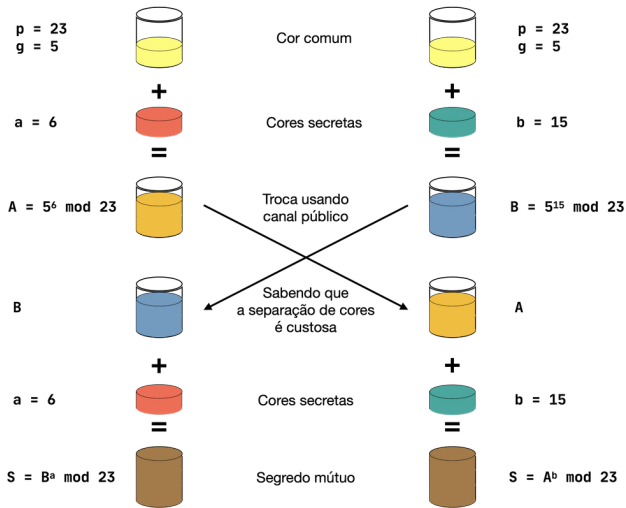 p = 23
g = 5
Cor comum
p = 23
g = 5
+
+
a = 6
Cores secretas
b = 15
=
=
A = 5⁶ mod 23
Troca usando
canal público
B = 5¹⁵ mod 23
B
Sabendo que
a separação de cores
é custosa
A
+
+
a = 6
Cores secretas
b = 15
=
=
S = Bᵃ mod 23
Segredo mútuo
S = Aᵇ mod 23